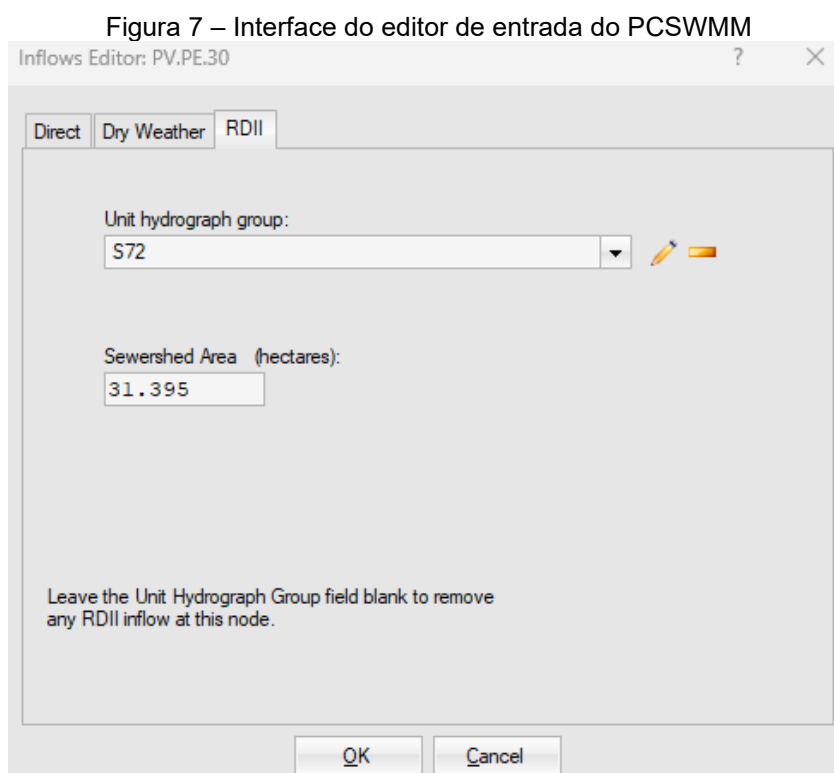 Figura 7 – Interface do editor de entrada do PCSWMM
Inflows Editor: PV.PE.30 ? ×
Direct Dry Weather RDII
Unit hydrograph group:
S72
Sewershed Area (hectares):
31.395
Leave the Unit Hydrograph Group field blank to remove
any RDII inflow at this node.
OK Cancel